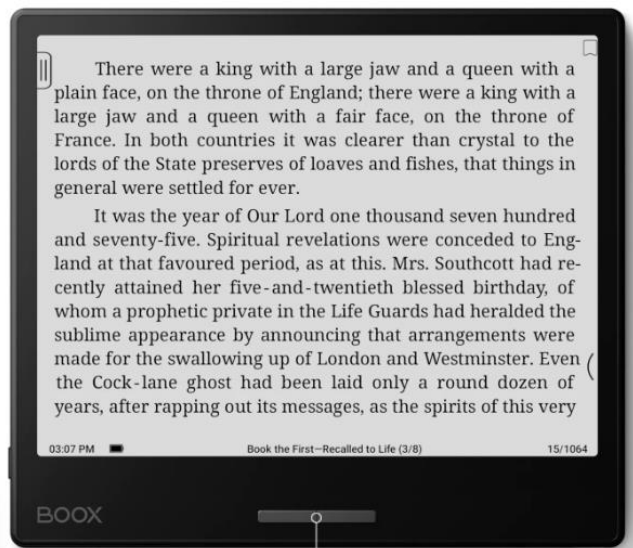 There were a king with a large jaw and a queen with a
plain face, on the throne of England; there were a king with a
large jaw and a queen with a fair face, on the throne of
France. In both countries it was clearer than crystal to the
lords of the State preserves of loaves and fishes, that things in
general were settled for ever.
It was the year of Our Lord one thousand seven hundred
and seventy-five. Spiritual revelations were conceded to Eng-
land at that favoured period, as at this. Mrs. Southcott had re-
cently attained her five-and-twentieth blessed birthday, of
whom a prophetic private in the Life Guards had heralded the
sublime appearance by announcing that arrangements were
made for the swallowing up of London and Westminster. Even
the Cock-lane ghost had been laid only a round dozen of
years, after rapping out its messages, as the spirits of this very
03:07 PM Book the First—Recalled to Life (3/8) 15/1064
BOOX